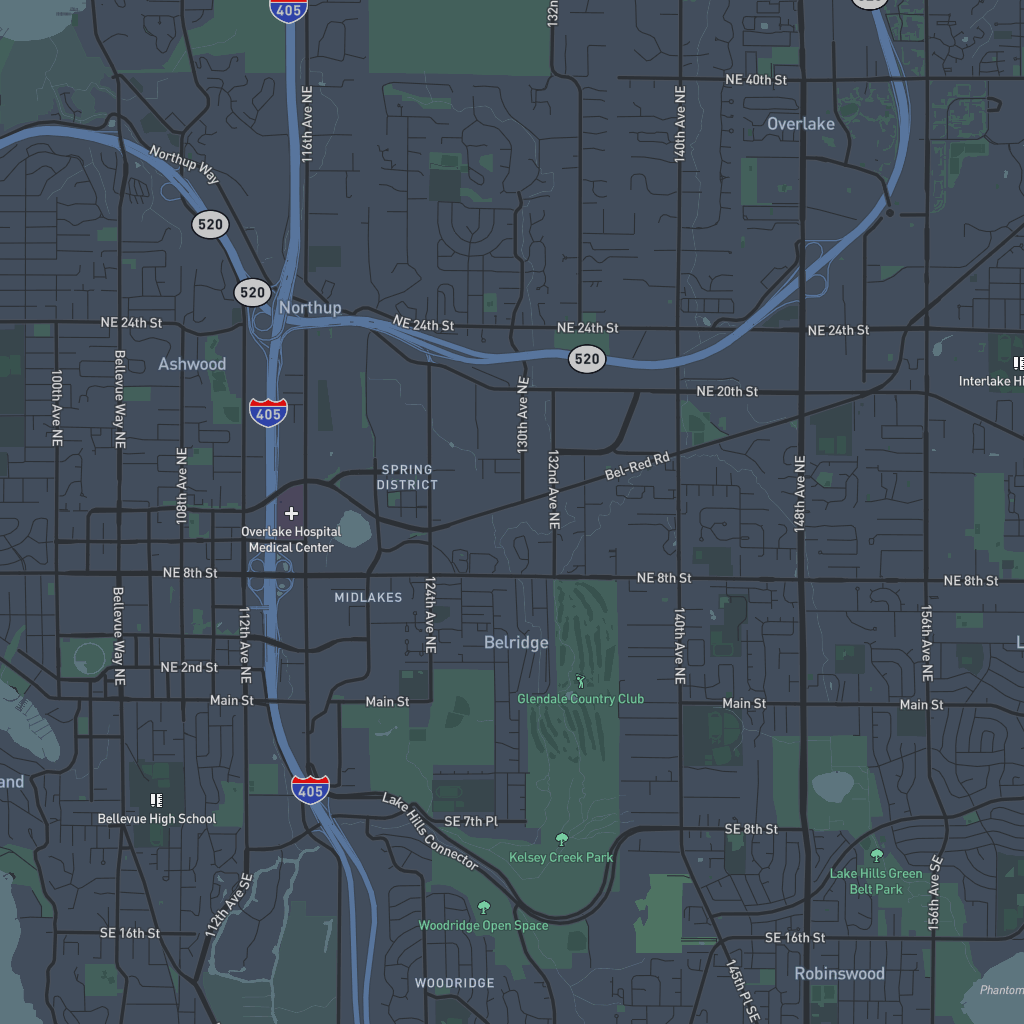 405
132n
520
NE 40th St
Overlake
116th Ave NE
140th Ave NE
Northup Way
520
520
Northup
NE 24th St
NE 24th St
NE 24th St
NE 24th St
520
Ashwood
Bellevue Way NE
100th Ave NE
Interlake Hi
NE 20th St
405
130th Ave NE
Bel-Red Rd
SPRING
DISTRICT
108th Ave NE
132nd Ave NE
148th Ave NE
Overlake Hospital
Medical Center
NE 8th St
NE 8th St
NE 8th St
MIDLAKES
124th Ave NE
Bellevue Way NE
112th Ave NE
140th Ave NE
156th Ave NE
Belridge
L
NE 2nd St
Main St
Main St
Glendale Country Club
Main St
Main St
and
405
Bellevue High School
Lake Hills Connector
SE 7th Pl
SE 8th St
Kelsey Creek Park
Lake Hills Green
Belt Park
112th Ave SE
156th Ave SE
Woodridge Open Space
SE 16th St
SE 16th St
145th Pl SE
Robinswood
WOODRIDGE
Phantom